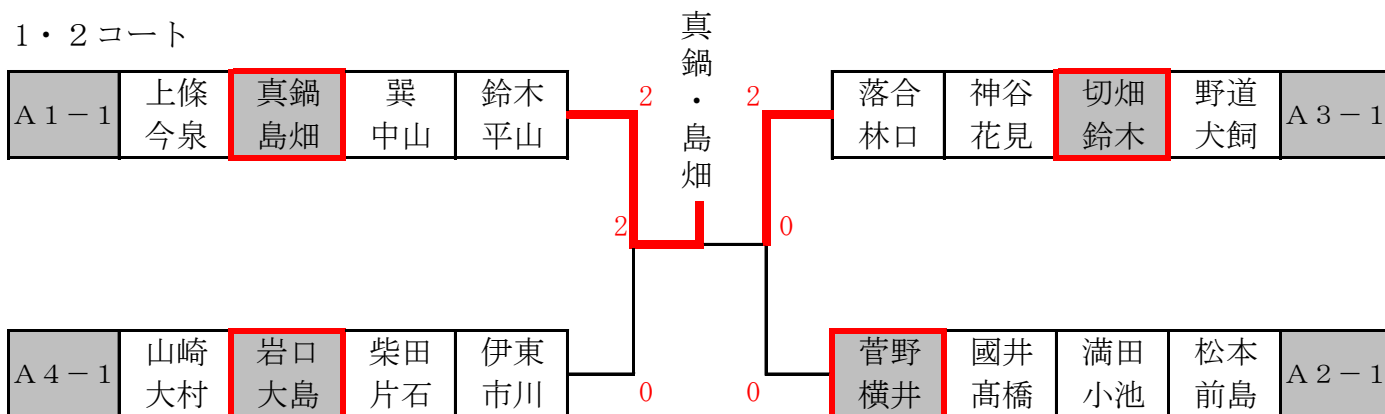 1・2コート
真鍋・島畑
A1-1
上條
今泉
真鍋
島畑
巽
中山
鈴木
平山
2
2
落合
林口
神谷
花見
切畑
鈴木
野道
犬飼
A3-1
2
0
A4-1
山崎
大村
岩口
大島
柴田
片石
伊東
市川
0
0
菅野
横井
國井
髙橋
満田
小池
松本
前島
A2-1